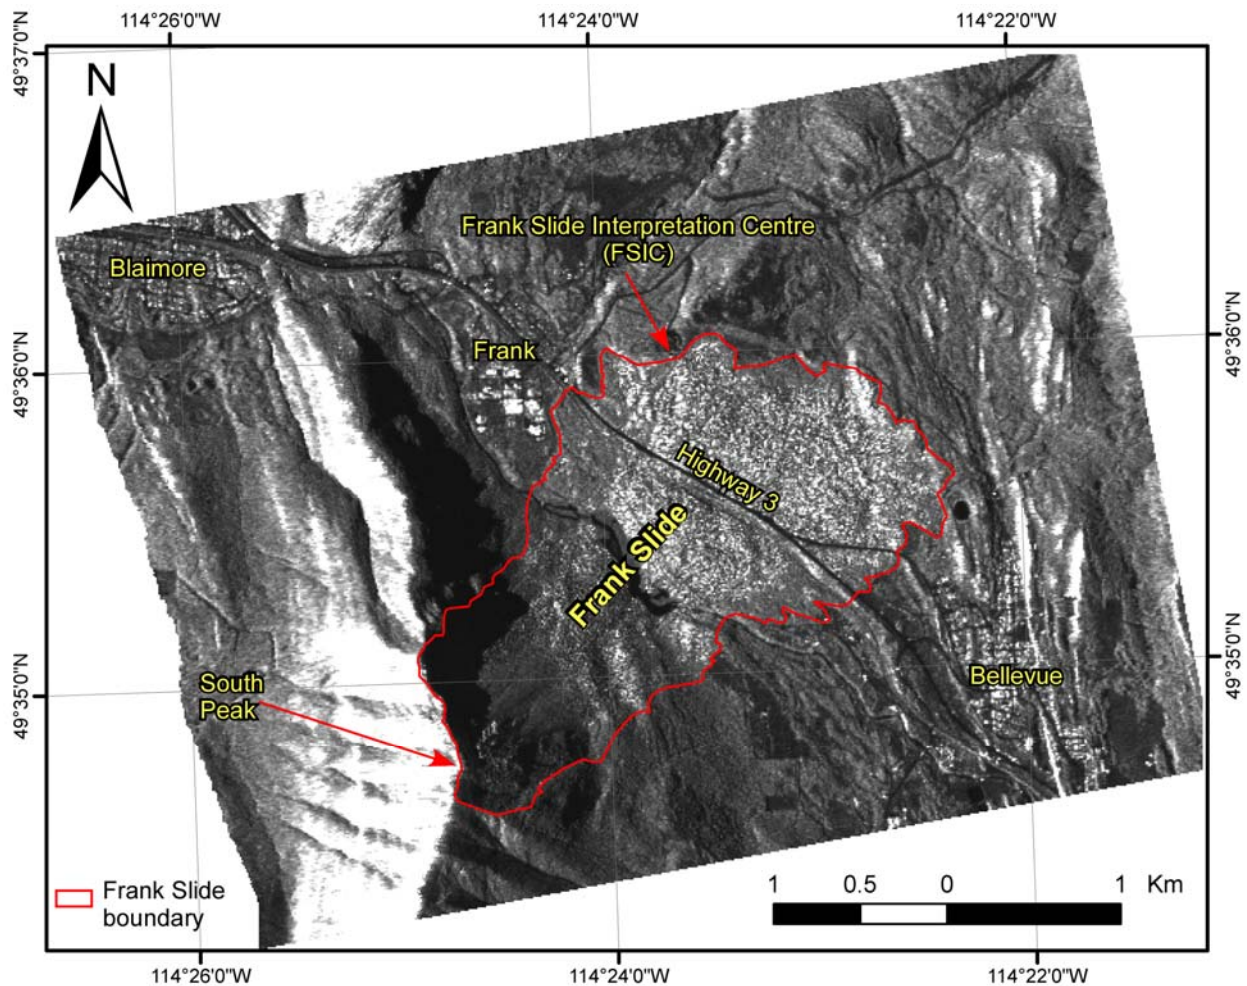 114°26'0"W
114°24'0"W
114°22'0"W
49°37'0"N
N
Frank Slide Interpretation Centre
(FSIC)
Blaimore
49°36'0"N
49°36'0"N
Frank
Highway 3
Frank Slide
49°35'0"N
49°35'0"N
South
Peak
Bellevue
Frank Slide
boundary
1 0.5 0 1 Km
114°26'0"W
114°24'0"W
114°22'0"W